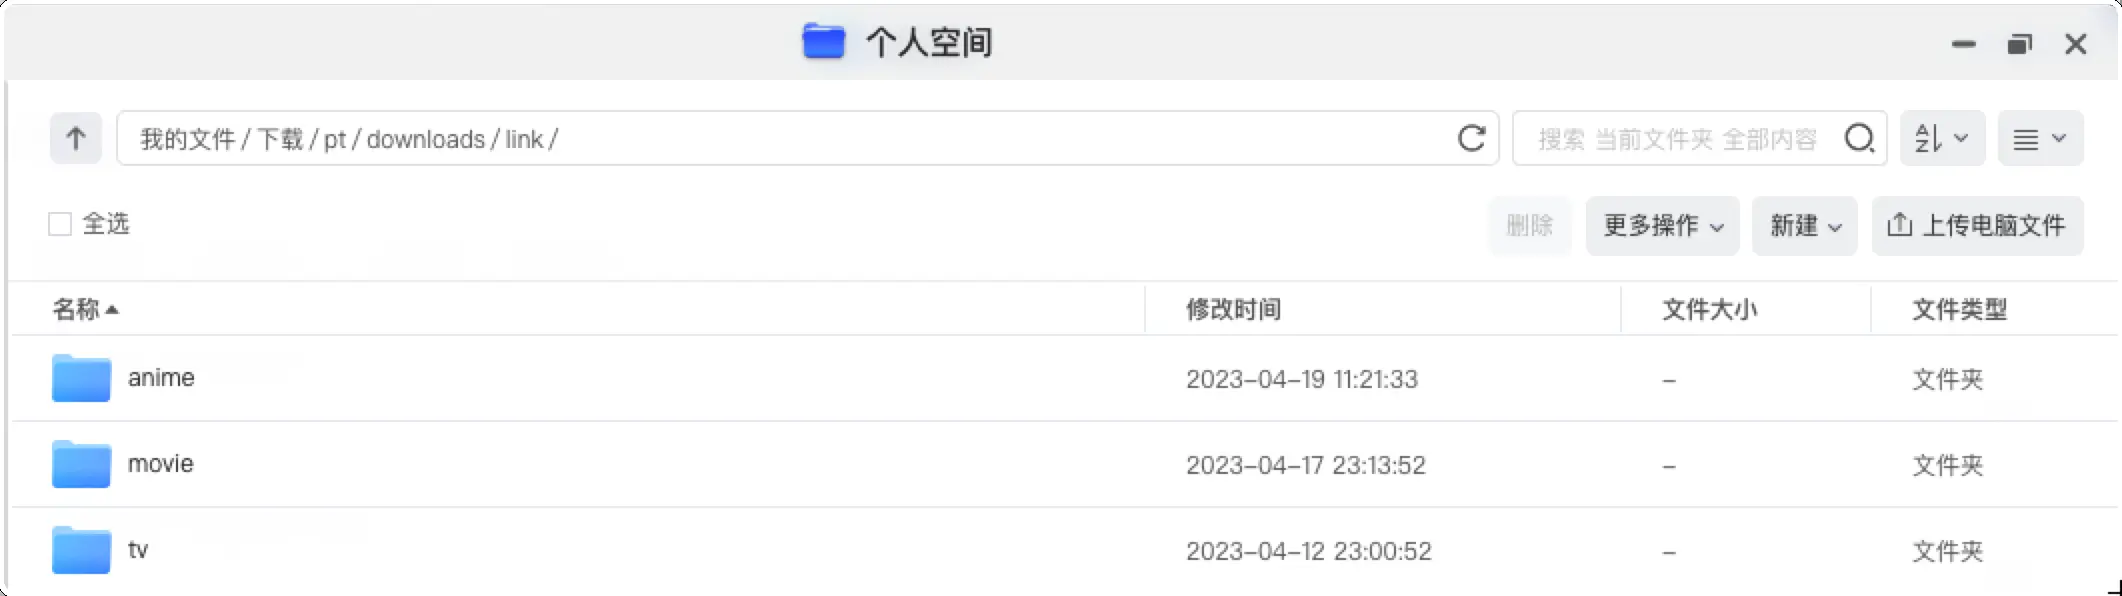 个人空间
我的文件 / 下载 / pt / downloads / link /
搜索 当前文件夹 全部内容
AZ
全选
删除 更多操作 新建 上传电脑文件
名称 修改时间 文件大小 文件类型
anime 2023-04-19 11:21:33 – 文件夹
movie 2023-04-17 23:13:52 – 文件夹
tv 2023-04-12 23:00:52 – 文件夹